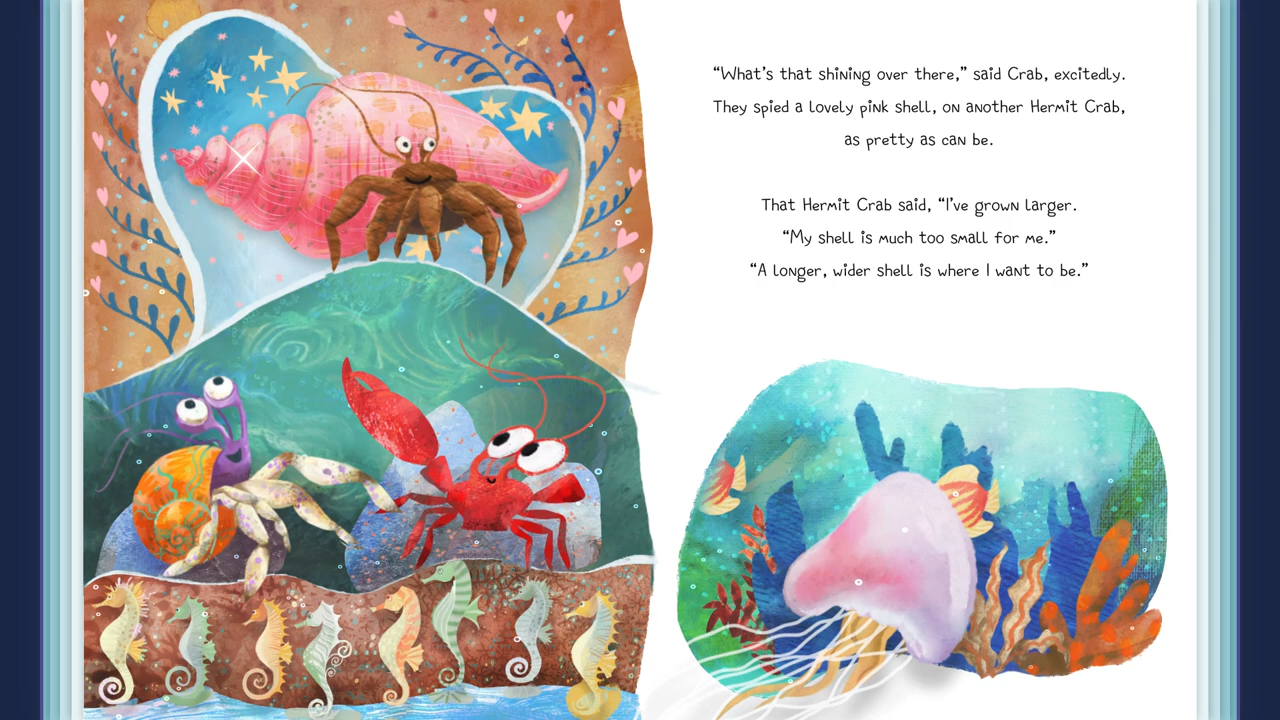 “What’s that shining over there,” said Crab, excitedly.
They spied a lovely pink shell, on another Hermit Crab,
as pretty as can be.
That Hermit Crab said, “I’ve grown larger.
“My shell is much too small for me.”
“A longer, wider shell is where I want to be.”